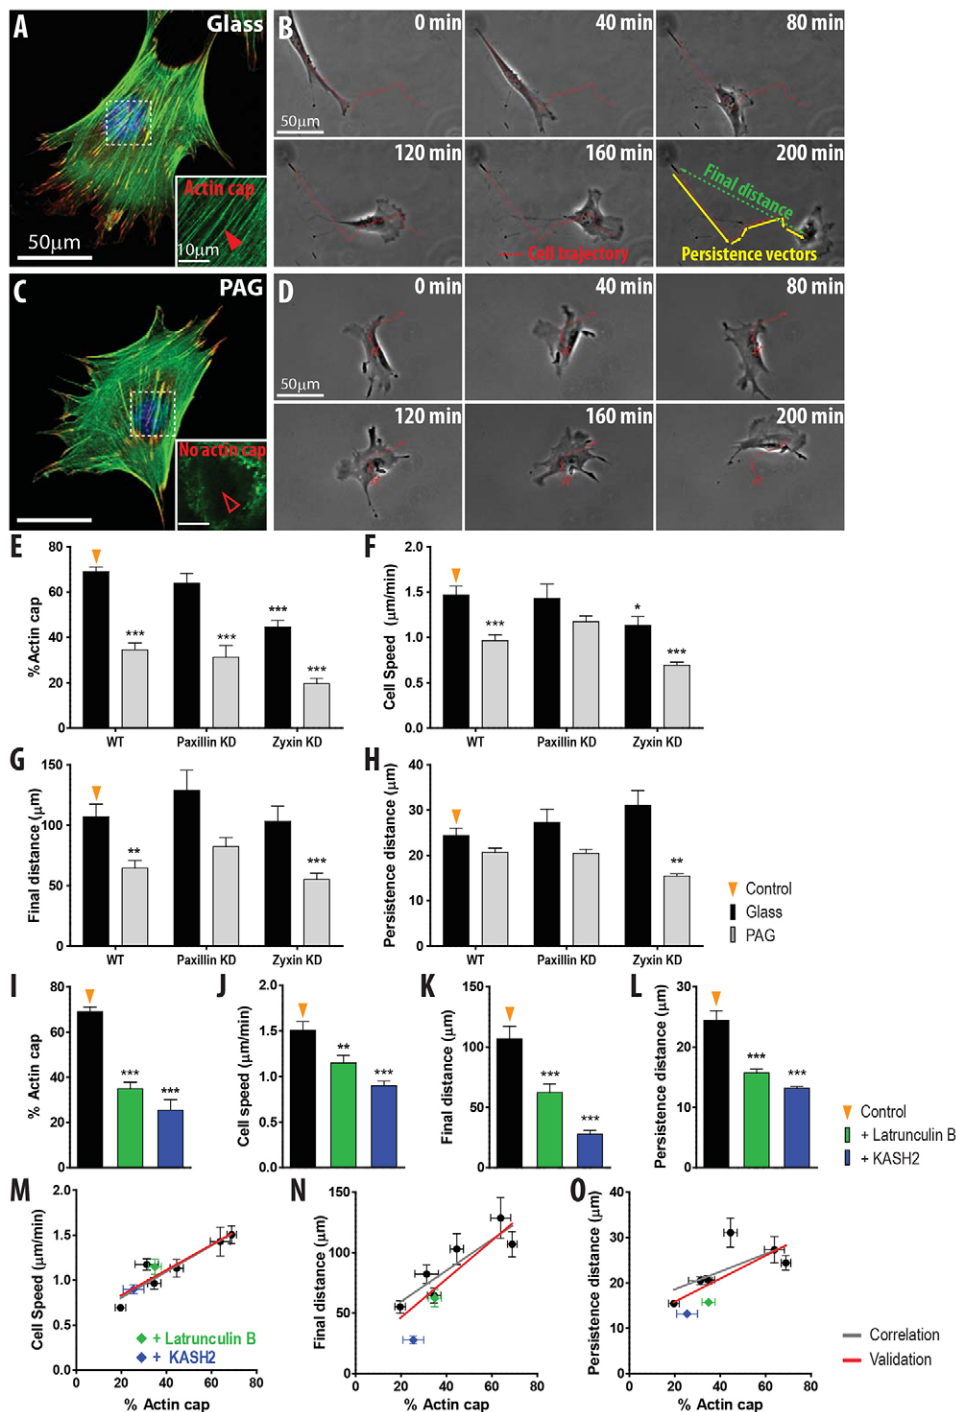 A
Glass
50µm
Actin cap
10µm
B
0 min
40 min
80 min
50µm
120 min
160 min
200 min
Cell trajectory
Final distance
Persistence vectors
C
PAG
No actin cap
D
0 min
40 min
80 min
50µm
120 min
160 min
200 min
E
%Actin cap
80
60
40
20
0
***
***
***
***
WT
Paxillin KD
Zyxin KD
F
Cell Speed (µm/min)
2.0
1.5
1.0
0.5
0.0
***
*
***
WT
Paxillin KD
Zyxin KD
G
Final distance (µm)
150
100
50
0
**
***
WT
Paxillin KD
Zyxin KD
H
Persistence distance (µm)
40
30
20
10
0
**
WT
Paxillin KD
Zyxin KD
Control
Glass
PAG
I
% Actin cap
80
60
40
20
0
***
***
J
Cell speed (µm/min)
2.0
1.5
1.0
0.5
0.0
**
***
K
Final distance (µm)
150
100
50
0
***
***
L
Persistence distance (µm)
30
20
10
0
***
***
Control
+ Latrunculin B
+ KASH2
M
Cell Speed (µm/min)
2.0
1.5
1.0
0.5
0.0
+ Latrunculin B
+ KASH2
0
20
40
60
80
% Actin cap
N
Final distance (µm)
150
100
50
0
0
20
40
60
80
% Actin cap
O
Persistence distance (µm)
40
30
20
10
0
0
20
40
60
80
% Actin cap
Correlation
Validation